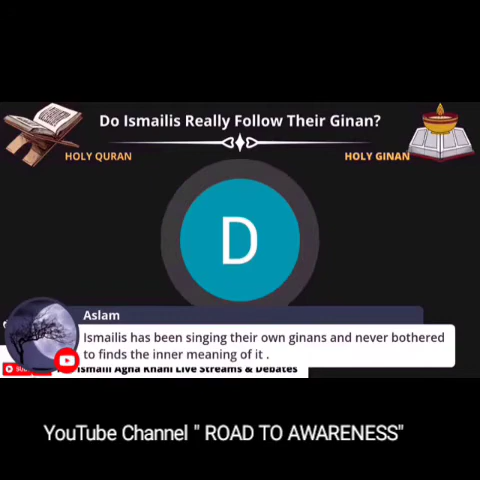 Do Ismailis Really Follow Their Ginan?
HOLY QURAN
HOLY GINAN
D
Aslam
Ismailis has been singing their own ginans and never bothered
to finds the inner meaning of it .
Ismaili Agha Khani Live Streams & Debates
YouTube Channel " ROAD TO AWARENESS"